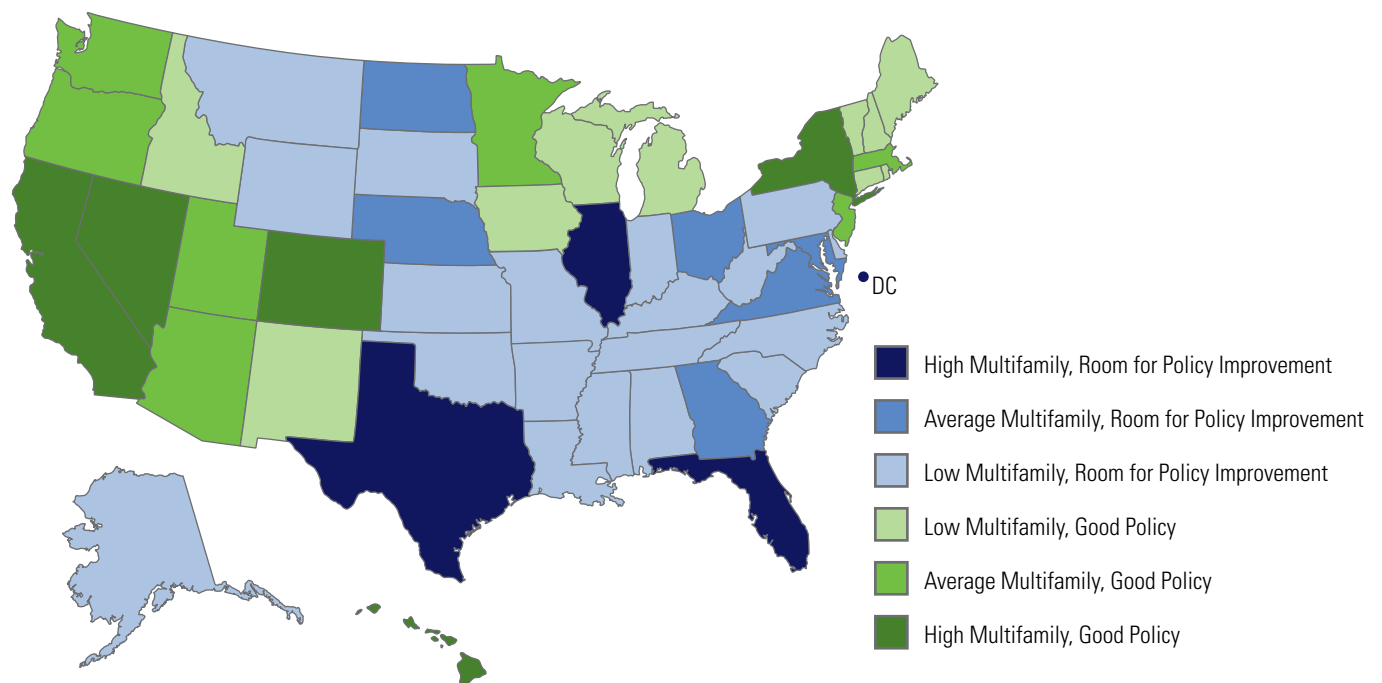 DC
High Multifamily, Room for Policy Improvement
Average Multifamily, Room for Policy Improvement
Low Multifamily, Room for Policy Improvement
Low Multifamily, Good Policy
Average Multifamily, Good Policy
High Multifamily, Good Policy